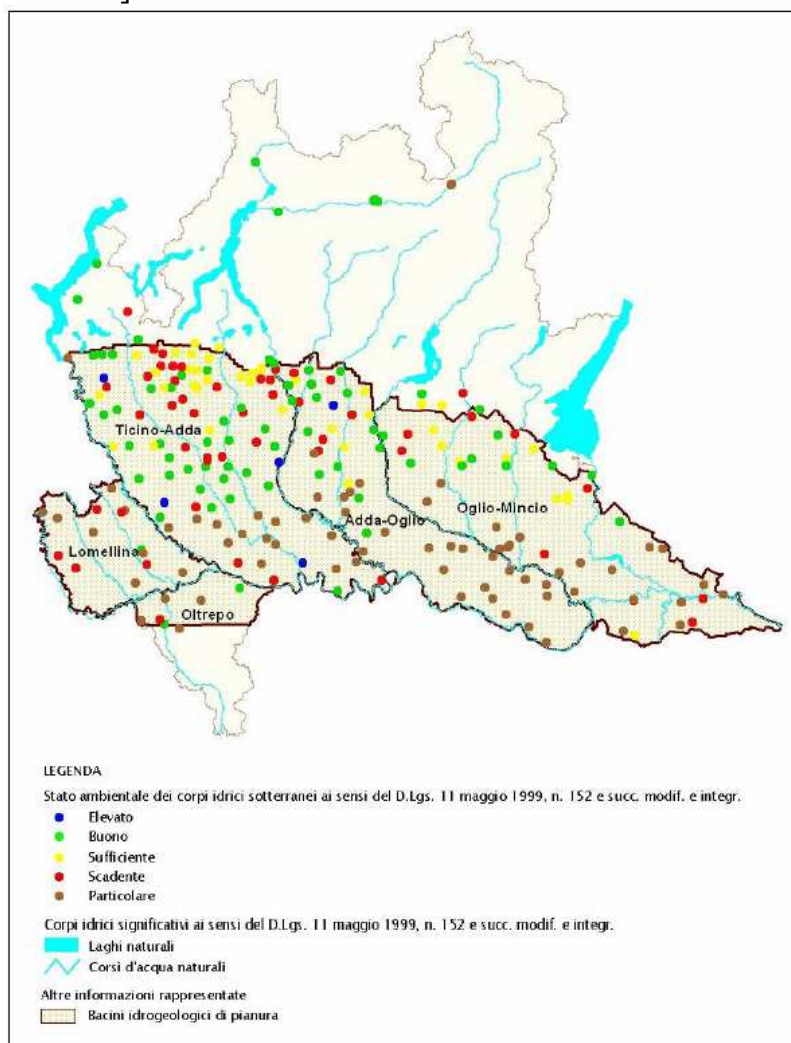 Ticino-Adda
Adda-Oglio
Oglio-Mincio
Lomellina
Oltrepo
LEGENDA
Stato ambientale dei corpi idrici sotterranei ai sensi del D.Lgs. 11 maggio 1999, n. 152 e succ. modif. e integr.
Elevato
Buono
Sufficiente
Scadente
Particolare
Corpi idrici significativi ai sensi del D.Lgs. 11 maggio 1999, n. 152 e succ. modif. e integr.
Laghi naturali
Corsi d'acqua naturali
Altre informazioni rappresentate
Bacini idrogeologici di pianura